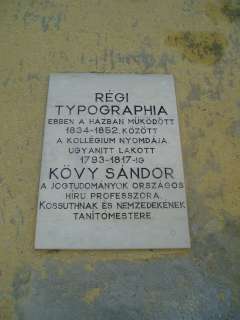 RÉGI
TYPOGRAPHIA
EBBEN A HÁZBAN MŰKÖDÖTT
1834-1852. KÖZÖTT
A KOLLÉGIUM NYOMDÁJA.
UGYANITT LAKOTT
1793-1817-IG
KÖVY SÁNDOR
A JOGTUDOMÁNYOK ORSZÁGOS
HIRŰ PROFESSZORA,
KOSSUTHNAK ÉS NEMZEDÉKÉNEK
TANÍTÓMESTERE.